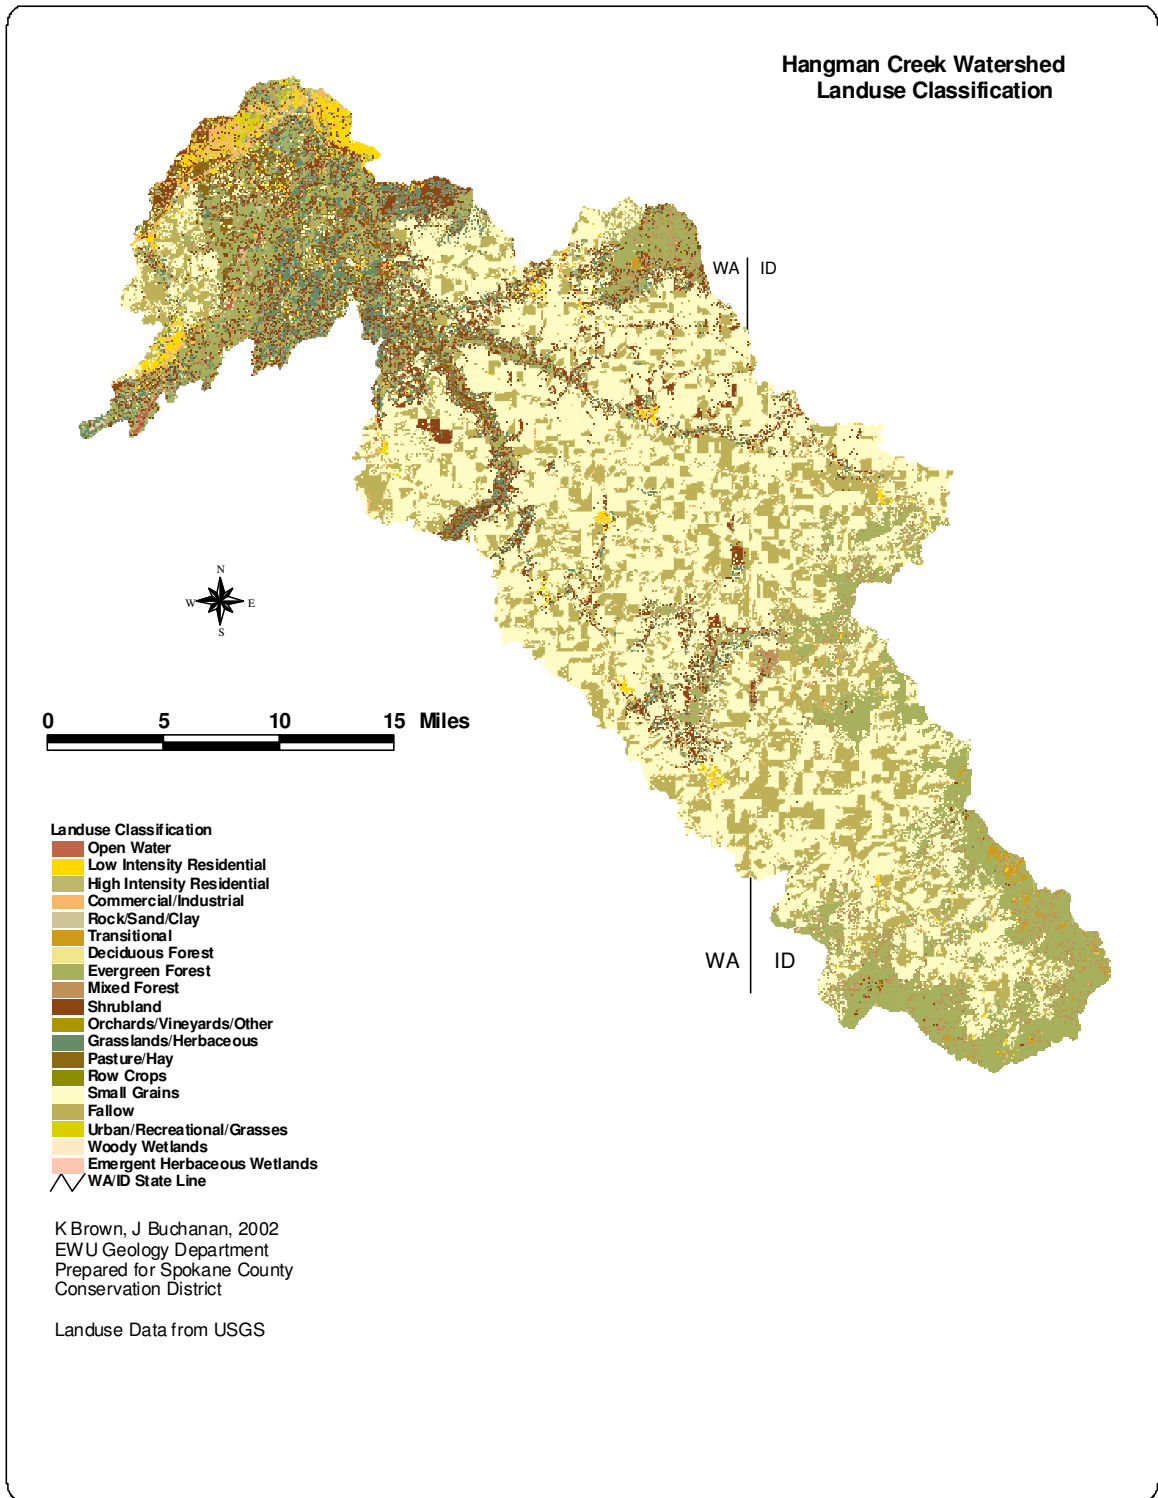 Hangman Creek Watershed
Landuse Classification
WA ID
N
W E
S
0 5 10 15 Miles
WA ID
Landuse Classification
Open Water
Low Intensity Residential
High Intensity Residential
Commercial/Industrial
Rock/Sand/Clay
Transitional
Deciduous Forest
Evergreen Forest
Mixed Forest
Shrubland
Orchards/Vineyards/Other
Grasslands/Herbaceous
Pasture/Hay
Row Crops
Small Grains
Fallow
Urban/Recreational/Grasses
Woody Wetlands
Emergent Herbaceous Wetlands
WA/ID State Line
K Brown, J Buchanan, 2002
EWU Geology Department
Prepared for Spokane County
Conservation District
Landuse Data from USGS